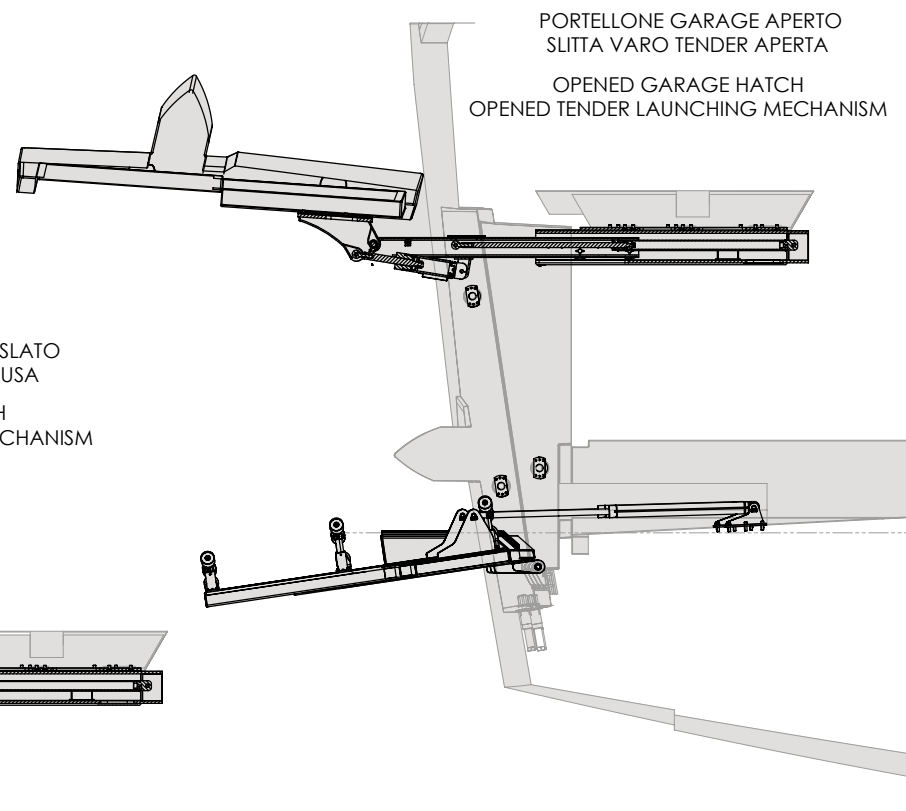 PORTELLONE GARAGE APERTO
SLITTA VARO TENDER APERTA
OPENED GARAGE HATCH
OPENED TENDER LAUNCHING MECHANISM
SLATO
USA
H
CHANISM